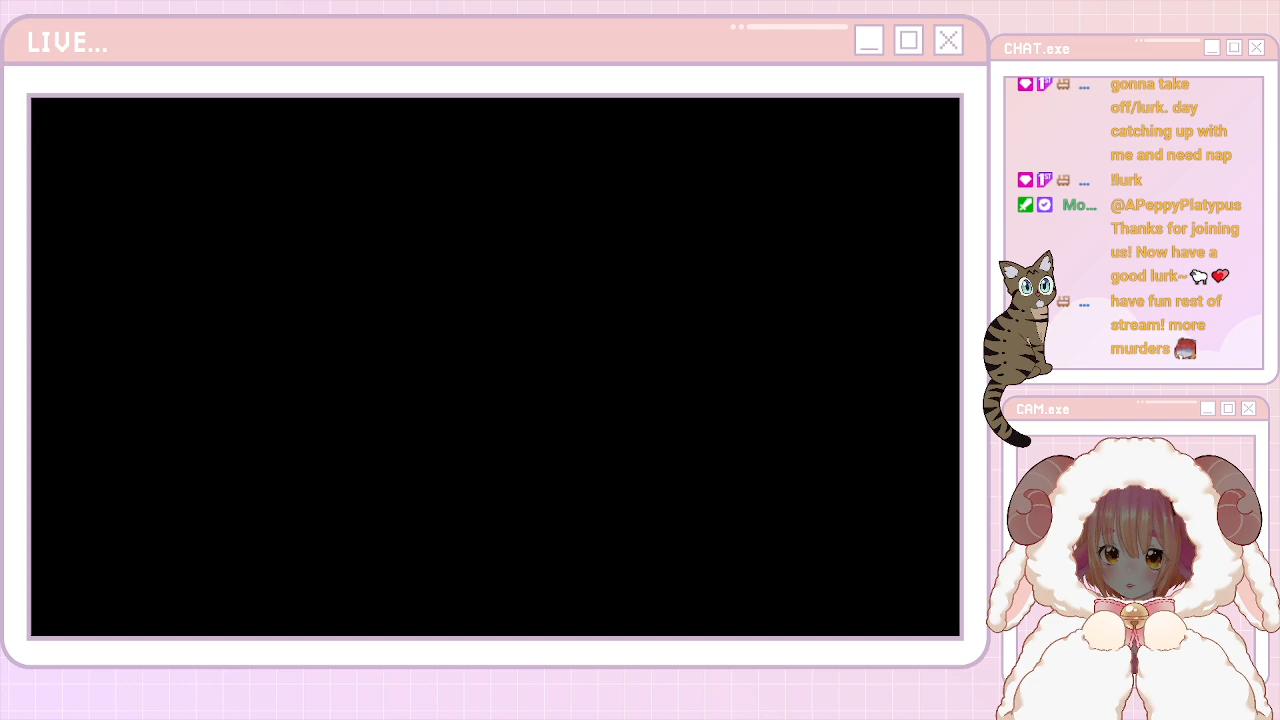 LIVE...
CHAT.exe
... gonna take
off/lurk. day
catching up with
me and need nap
... !lurk
Mo... @APeppyPlatypus
Thanks for joining
us! Now have a
good lurk~
... have fun rest of
stream! more
murders
CAM.exe